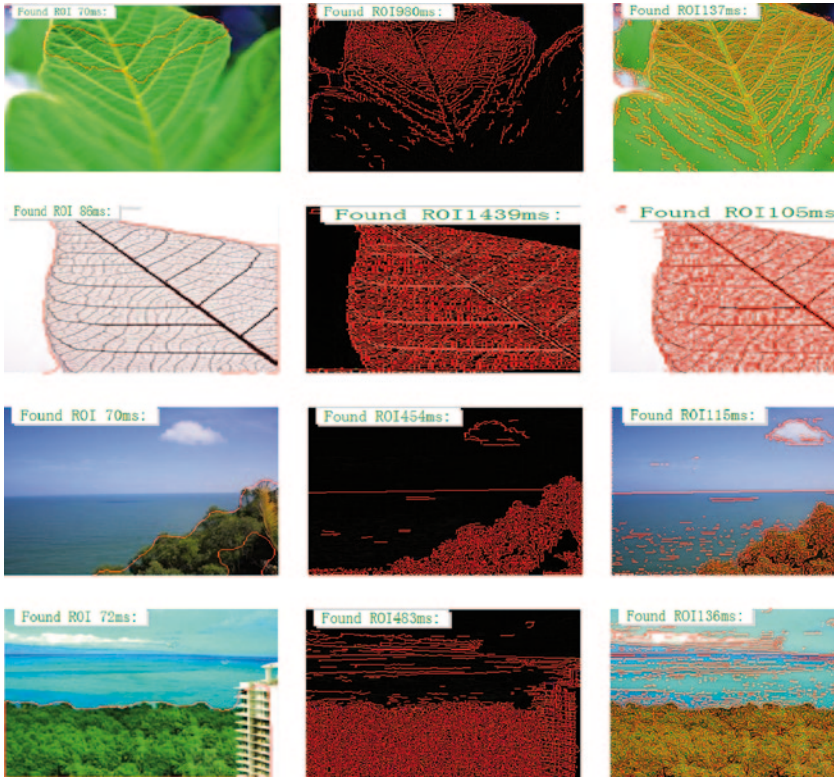 Found ROI 70ms:
Found ROI980ms:
Found ROI137ms:
Found ROI 86ms:
Found ROI1439ms:
Found ROI105ms
Found ROI 70ms:
Found ROI454ms:
Found ROI115ms:
Found ROI 72ms:
Found ROI483ms:
Found ROI136ms: